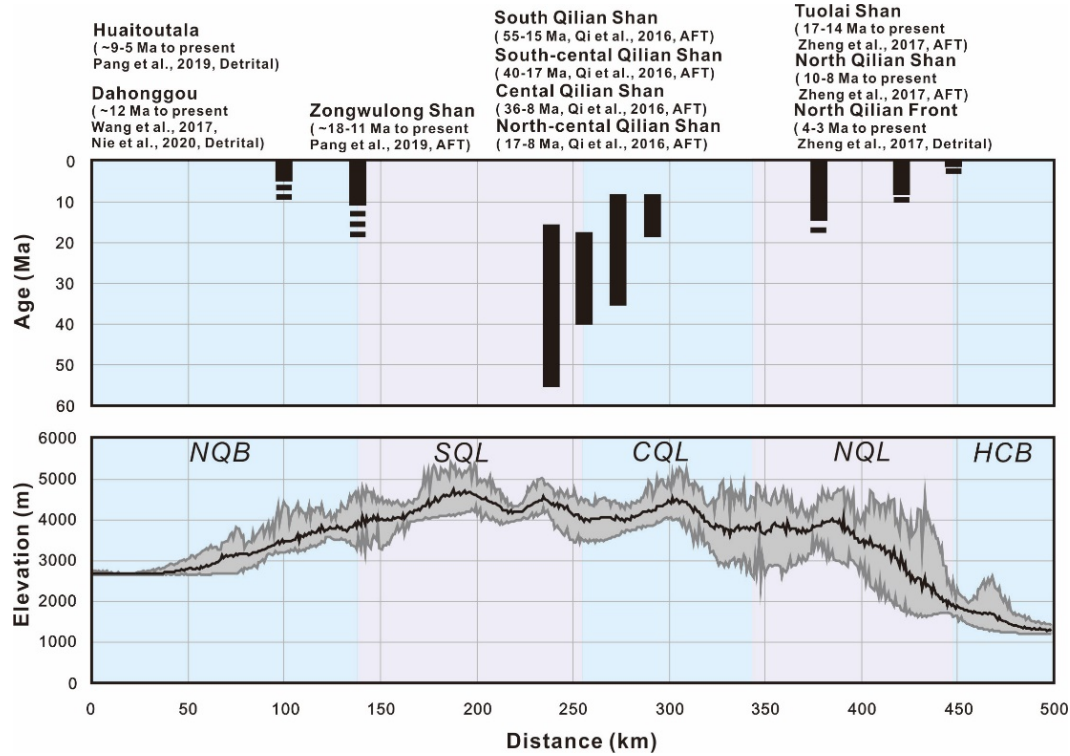 Huaitoutala
( ~9-5 Ma to present
Pang et al., 2019, Detrital)
Dahonggou
( ~12 Ma to present
Wang et al., 2017,
Nie et al., 2020, Detrital)
Zongwulong Shan
( ~18-11 Ma to present
Pang et al., 2019, AFT)
South Qilian Shan
( 55-15 Ma, Qi et al., 2016, AFT)
South-central Qilian Shan
( 40-17 Ma, Qi et al., 2016, AFT)
Cental Qilian Shan
( 36-8 Ma, Qi et al., 2016, AFT)
North-central Qilian Shan
( 17-8 Ma, Qi et al., 2016, AFT)
Tuolai Shan
( 17-14 Ma to present
Zheng et al., 2017, AFT)
North Qilian Shan
( 10-8 Ma to present
Zheng et al., 2017, AFT)
North Qilian Front
( 4-3 Ma to present
Zheng et al., 2017, Detrital)
Age (Ma)
0
10
20
30
40
50
60
Elevation (m)
6000
5000
4000
3000
2000
1000
0
NQB
SQL
CQL
NQL
HCB
0 50 100 150 200 250 300 350 400 450 500
Distance (km)